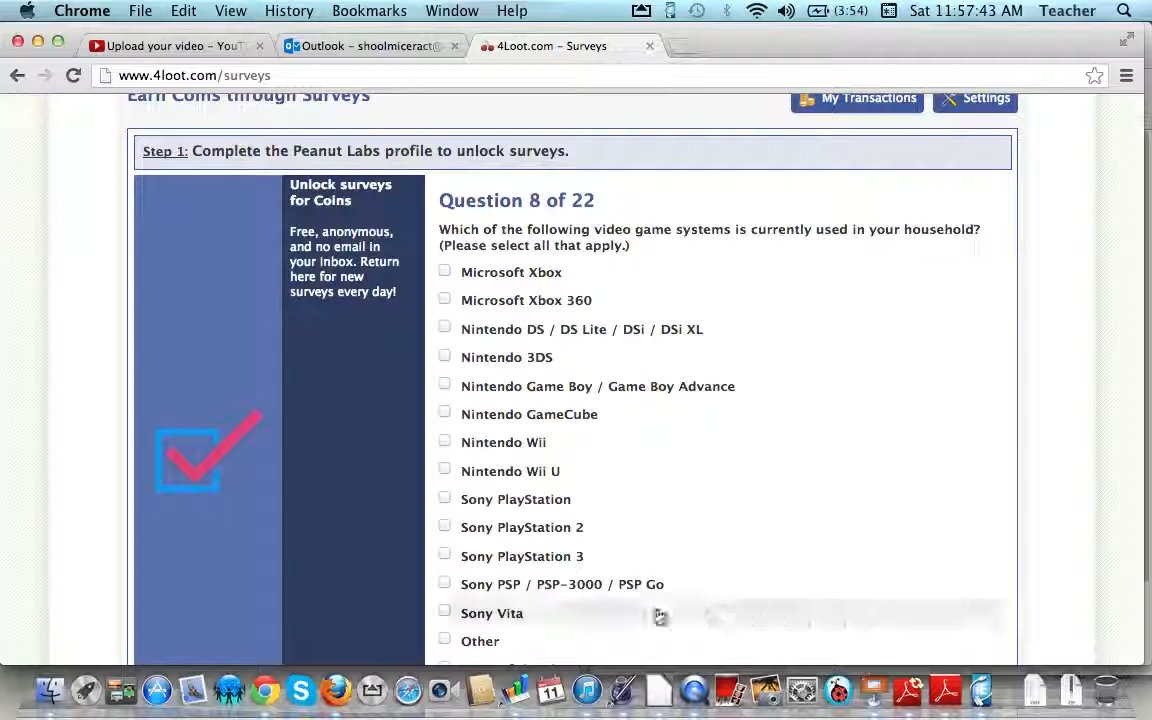 Chrome File Edit View History Bookmarks Window Help (3:54) Sat 11:57:43 AM Teacher
Upload your video - YouT Outlook - shoolmiceract@ 4Loot.com - Surveys
www.4loot.com/surveys
Earn Coins through Surveys My Transactions Settings
Step 1: Complete the Peanut Labs profile to unlock surveys.
Unlock surveys
for Coins
Free, anonymous,
and no email in
your inbox. Return
here for new
surveys every day!
Question 8 of 22
Which of the following video game systems is currently used in your household?
(Please select all that apply.)
Microsoft Xbox
Microsoft Xbox 360
Nintendo DS / DS Lite / DSi / DSi XL
Nintendo 3DS
Nintendo Game Boy / Game Boy Advance
Nintendo GameCube
Nintendo Wii
Nintendo Wii U
Sony PlayStation
Sony PlayStation 2
Sony PlayStation 3
Sony PSP / PSP-3000 / PSP Go
Sony Vita
Other
11